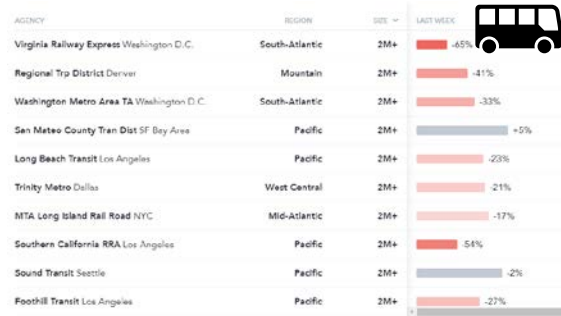 AGENCY REGION SIZE LAST WEEK
Virginia Railway Express Washington D.C. South-Atlantic 2M+ -65%
Regional Trp District Denver Mountain 2M+ -41%
Washington Metro Area TA Washington D.C. South-Atlantic 2M+ -33%
San Mateo County Tran Dist SF Bay Area Pacific 2M+ +5%
Long Beach Transit Los Angeles Pacific 2M+ -23%
Trinity Metro Dallas West Central 2M+ -21%
MTA Long Island Rail Road NYC Mid-Atlantic 2M+ -17%
Southern California RRA Los Angeles Pacific 2M+ -54%
Sound Transit Seattle Pacific 2M+ -2%
Foothill Transit Los Angeles Pacific 2M+ -27%